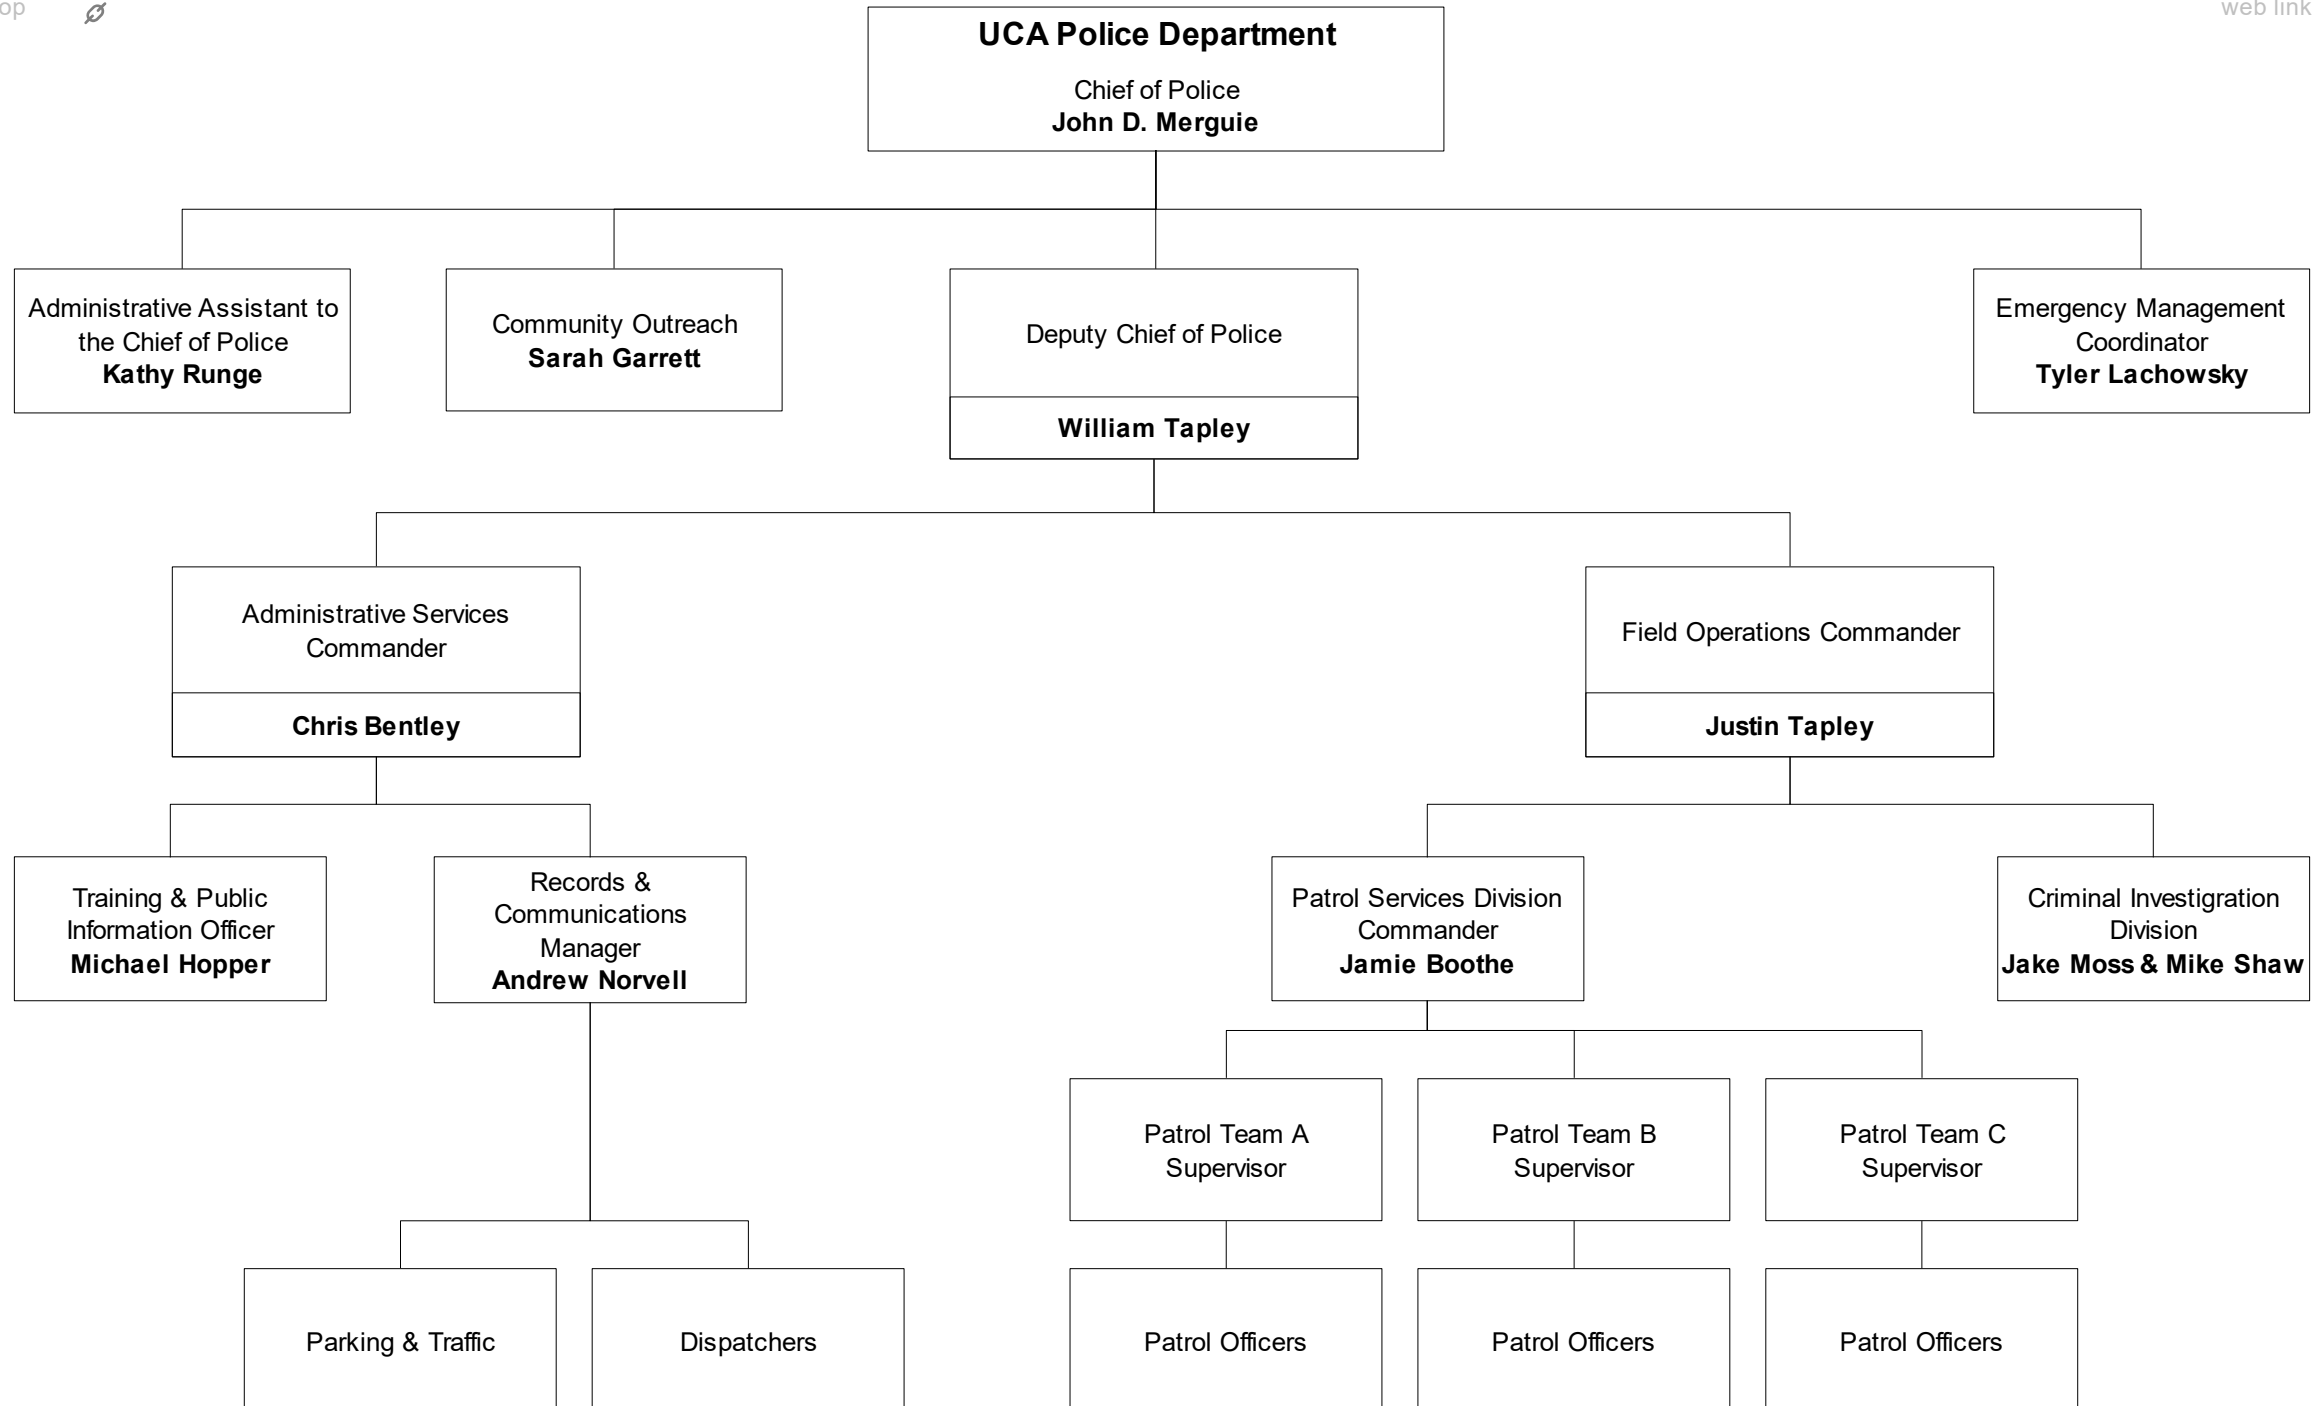 op
web link
UCA Police Department
Chief of Police
John D. Merguie
Administrative Assistant to
the Chief of Police
Kathy Runge
Community Outreach
Sarah Garrett
Deputy Chief of Police
William Tapley
Emergency Management
Coordinator
Tyler Lachowsky
Administrative Services
Commander
Chris Bentley
Field Operations Commander
Justin Tapley
Training & Public
Information Officer
Michael Hopper
Records &
Communications
Manager
Andrew Norvell
Patrol Services Division
Commander
Jamie Boothe
Criminal Investigration
Division
Jake Moss & Mike Shaw
Patrol Team A
Supervisor
Patrol Team B
Supervisor
Patrol Team C
Supervisor
Parking & Traffic
Dispatchers
Patrol Officers
Patrol Officers
Patrol Officers